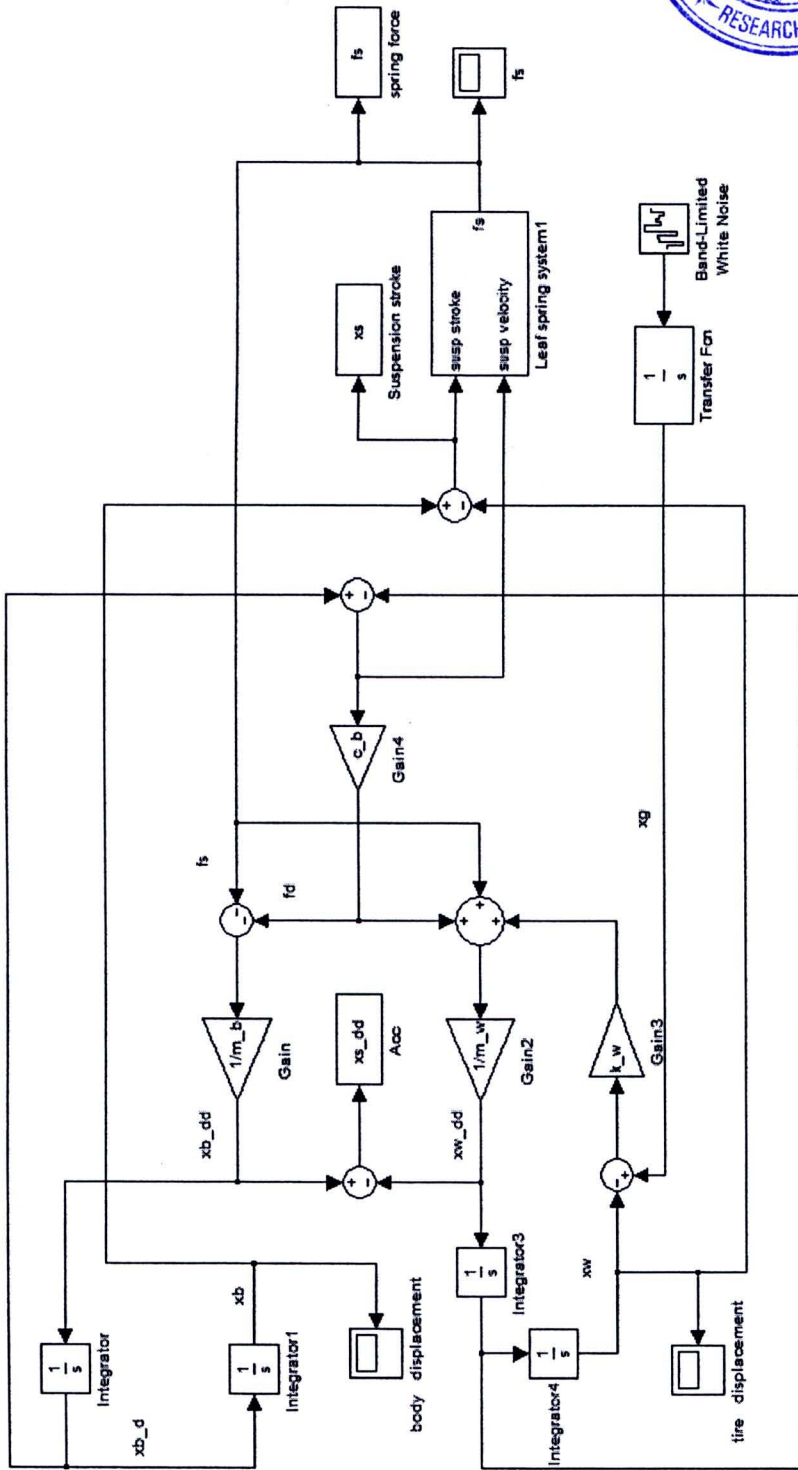 RESEARCH
fs
spring force
fs
xs
Suspension stroke
susp stroke
susp velocity
fs
Leaf spring system1
Band-Limited
White Noise
1
s
Transfer Fcn
+
-
+
-
c_b
Gain4
fs
fd
xg
-
-
+
+
+
1/m_b
Gain
xs_dd
Acc
1/m_w
Gain2
k_w
Gain3
xb_dd
xw_dd
+
-
-
+
xw
1
s
Integrator
xb_d
xb
1
s
Integrator1
body displacement
1
s
Integrator3
1
s
Integrator4
tire displacement